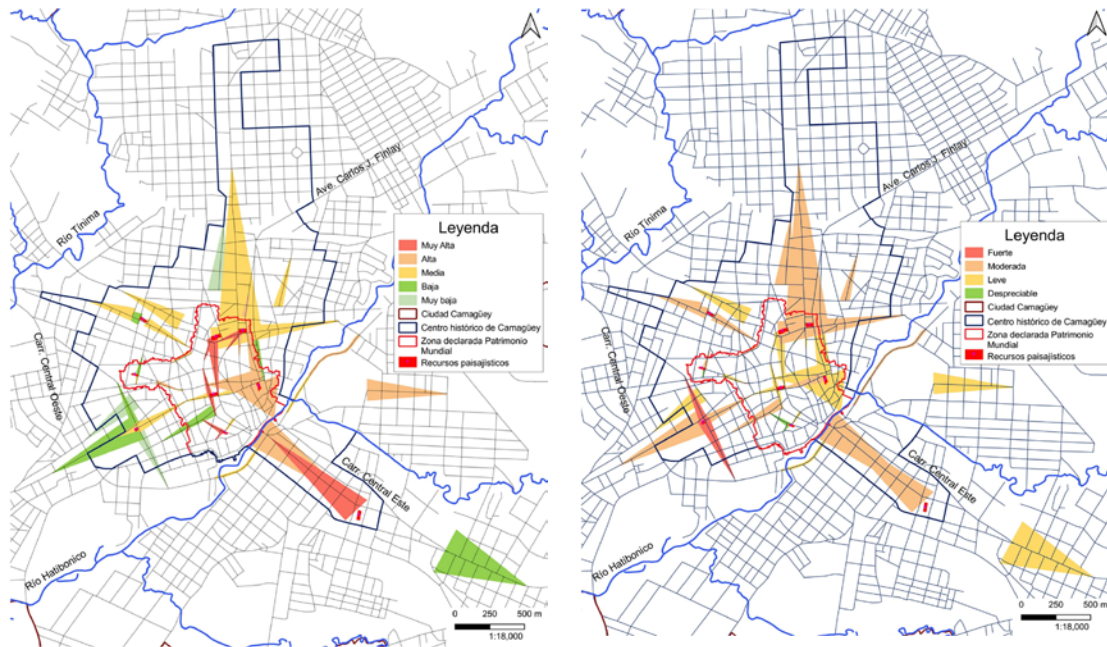 Ave. Carlos J. Finlay
Río Tínima
Leyenda
Muy Alta
Alta
Media
Baja
Muy baja
Ciudad Camagüey
Centro histórico de Camagüey
Zona declarada Patrimonio
Mundial
Recursos paisajísticos
Carr. Central Oeste
Carr. Central Este
Río Hatibonico
0 250 500 m
1:18,000
Ave. Carlos J. Finlay
Río Tínima
Leyenda
Fuerte
Moderada
Leve
Despreciable
Ciudad Camagüey
Centro histórico de Camagüey
Zona declarada Patrimonio
Mundial
Recursos paisajísticos
Carr. Central Oeste
Carr. Central Este
Río Hatibonico
0 250 500 m
1:18,000